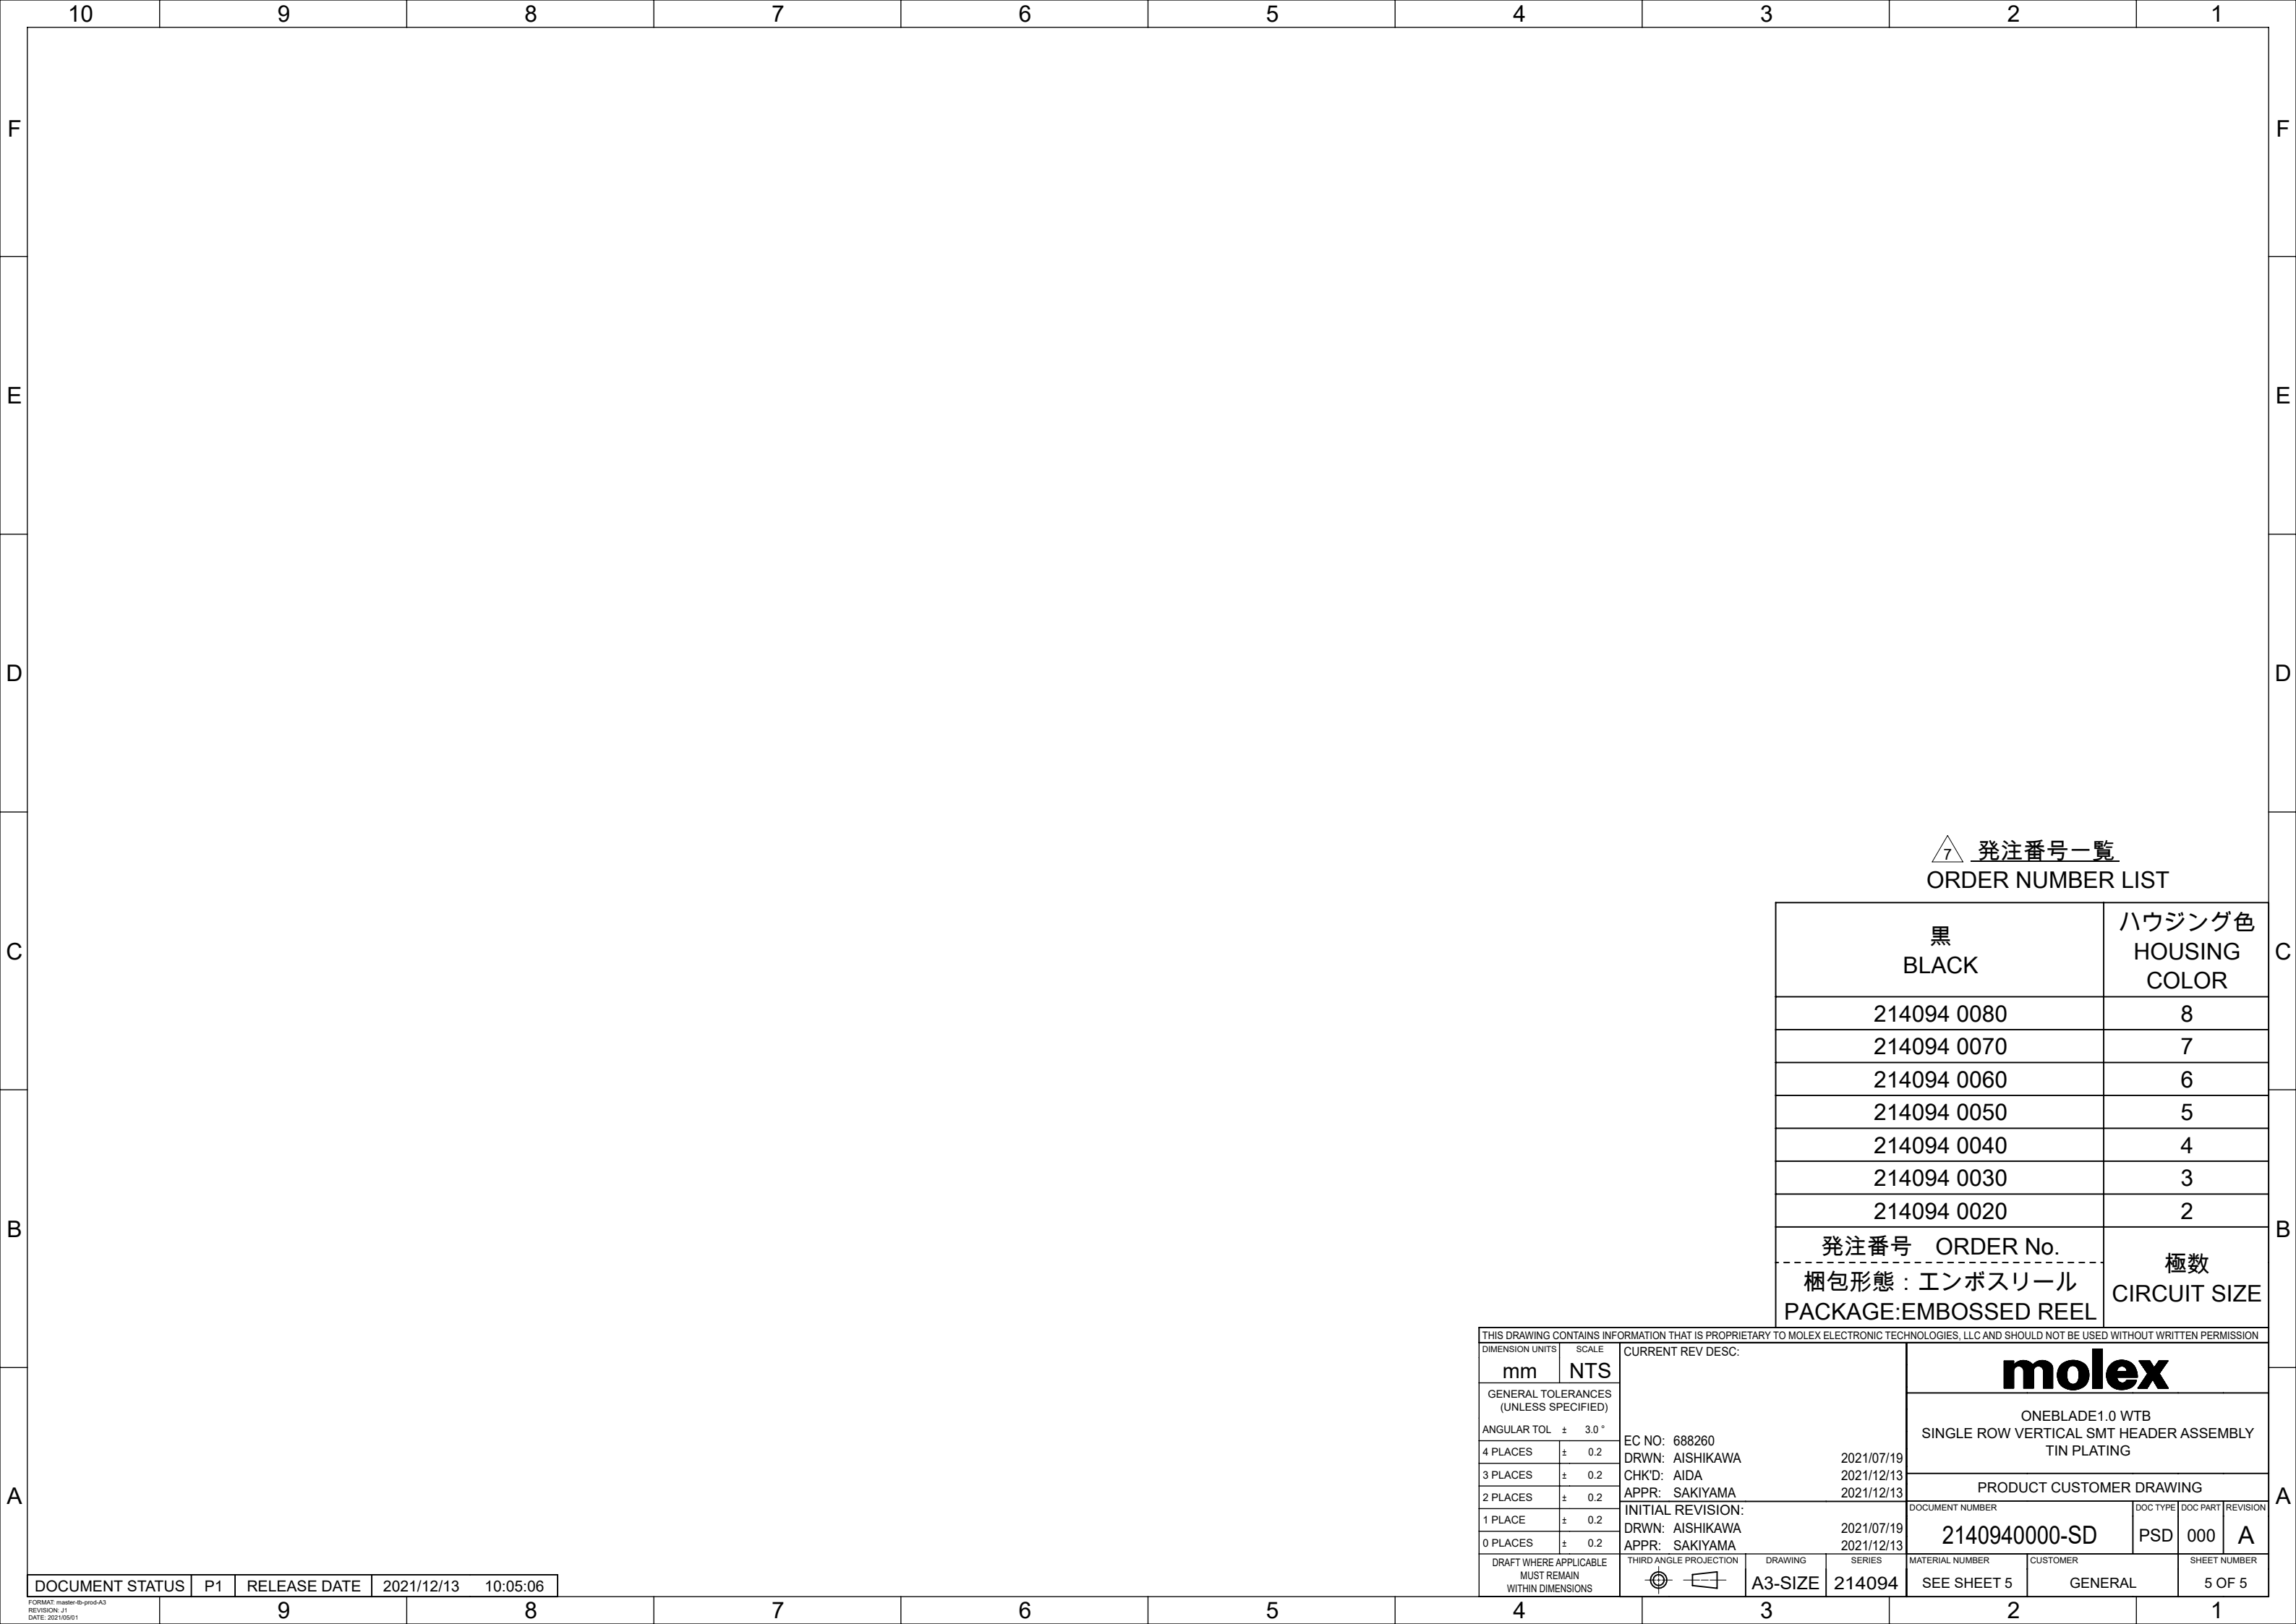 10 9 8 7 6 5 4 3 2 1
F F
E E
D D
C C
B B
A A
7 発注番号一覧
ORDER NUMBER LIST
黒
BLACK
ハウジング色
HOUSING
COLOR
214094 0080 8
214094 0070 7
214094 0060 6
214094 0050 5
214094 0040 4
214094 0030 3
214094 0020 2
発注番号 ORDER No.
梱包形態：エンボスリール
PACKAGE:EMBOSSED REEL
極数
CIRCUIT SIZE
THIS DRAWING CONTAINS INFORMATION THAT IS PROPRIETARY TO MOLEX ELECTRONIC TECHNOLOGIES, LLC AND SHOULD NOT BE USED WITHOUT WRITTEN PERMISSION
DIMENSION UNITS SCALE
mm NTS
GENERAL TOLERANCES
(UNLESS SPECIFIED)
ANGULAR TOL ± 3.0 °
4 PLACES ± 0.2
3 PLACES ± 0.2
2 PLACES ± 0.2
1 PLACE ± 0.2
0 PLACES ± 0.2
DRAFT WHERE APPLICABLE
MUST REMAIN
WITHIN DIMENSIONS
CURRENT REV DESC:
EC NO: 688260
DRWN: AISHIKAWA 2021/07/19
CHK'D: AIDA 2021/12/13
APPR: SAKIYAMA 2021/12/13
INITIAL REVISION:
DRWN: AISHIKAWA 2021/07/19
APPR: SAKIYAMA 2021/12/13
THIRD ANGLE PROJECTION DRAWING SERIES
A3-SIZE 214094
molex
ONEBLADE1.0 WTB
SINGLE ROW VERTICAL SMT HEADER ASSEMBLY
TIN PLATING
PRODUCT CUSTOMER DRAWING
DOCUMENT NUMBER DOC TYPE DOC PART REVISION
2140940000-SD PSD 000 A
MATERIAL NUMBER CUSTOMER SHEET NUMBER
SEE SHEET 5 GENERAL 5 OF 5
DOCUMENT STATUS P1 RELEASE DATE 2021/12/13 10:05:06
FORMAT: master-tb-prod-A3
REVISION: J1
DATE: 2021/05/01
9 8 7 6 5 4 3 2 1